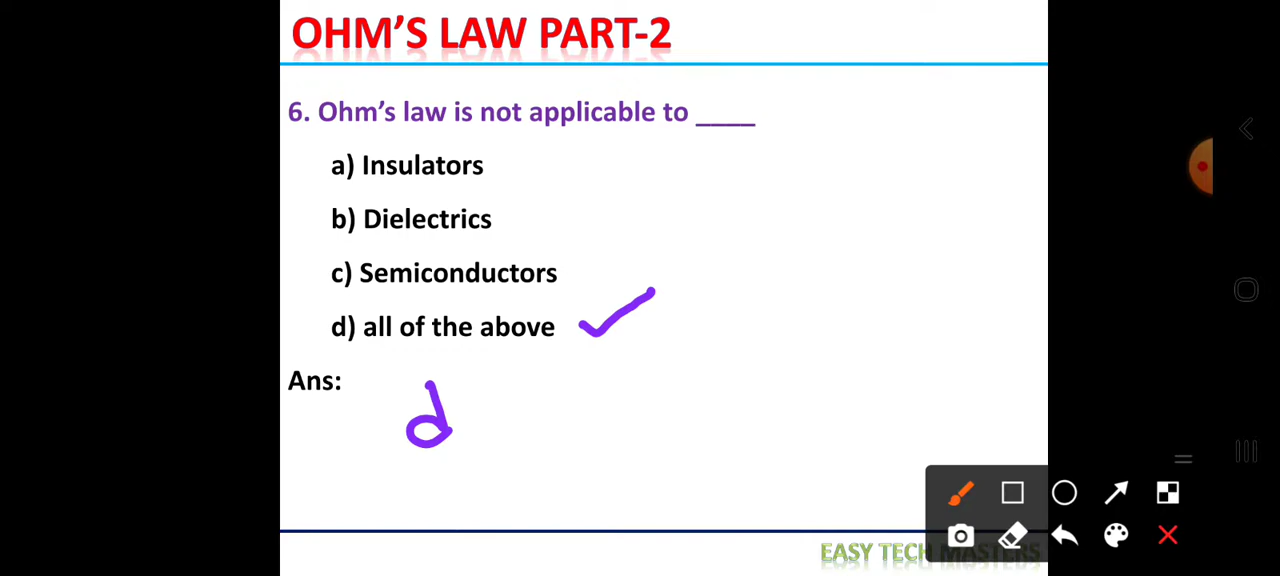 OHM'S LAW PART-2
6. Ohm's law is not applicable to ____
a) Insulators
b) Dielectrics
c) Semiconductors
d) all of the above
Ans:
d
EASY TECH MASTERS